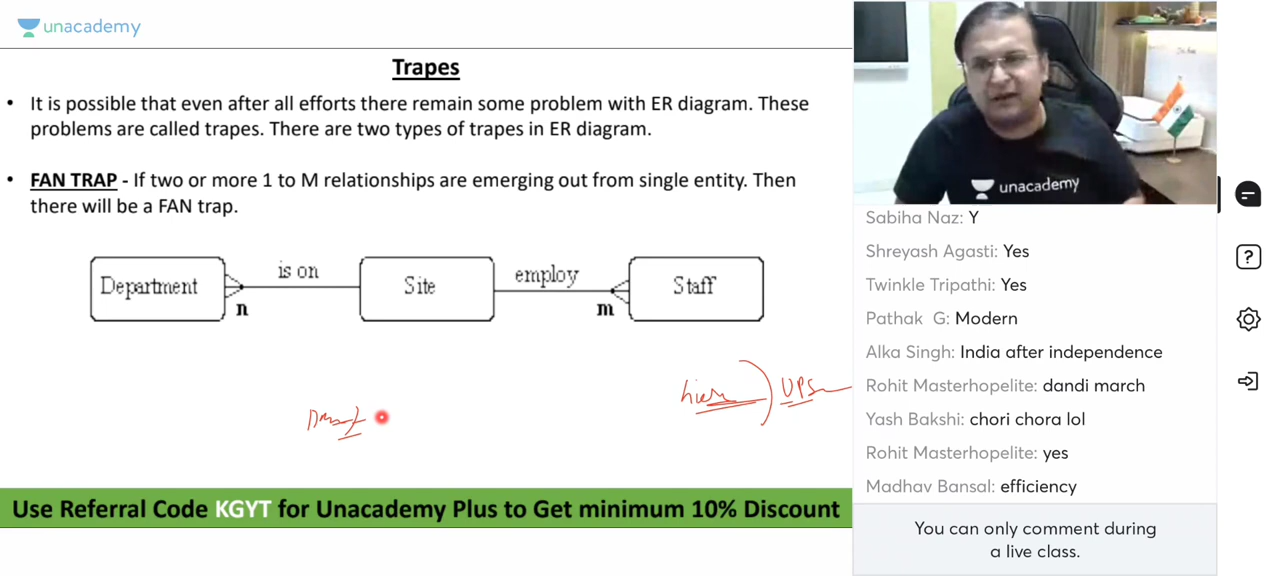 unacademy
Trapes
• It is possible that even after all efforts there remain some problem with ER diagram. These
problems are called trapes. There are two types of trapes in ER diagram.
• FAN TRAP - If two or more 1 to M relationships are emerging out from single entity. Then
there will be a FAN trap.
Department
n
is on
Site
employ
m
Staff
UPS
Use Referral Code KGYT for Unacademy Plus to Get minimum 10% Discount
unacademy
Sabiha Naz: Y
Shreyash Agasti: Yes
Twinkle Tripathi: Yes
Pathak G: Modern
Alka Singh: India after independence
Rohit Masterhopelite: dandi march
Yash Bakshi: chori chora lol
Rohit Masterhopelite: yes
Madhav Bansal: efficiency
You can only comment during
a live class.